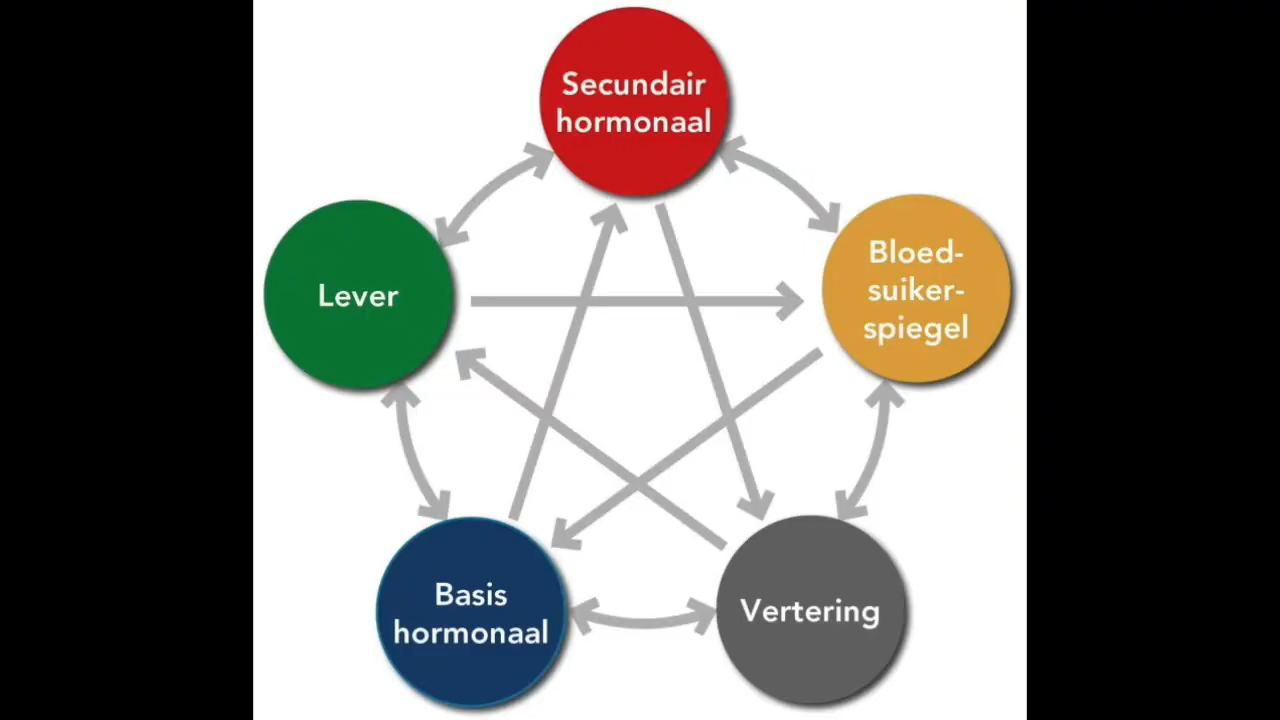 Secundair
hormonaal
Lever
Bloed-
suiker-
spiegel
Basis
hormonaal
Vertering